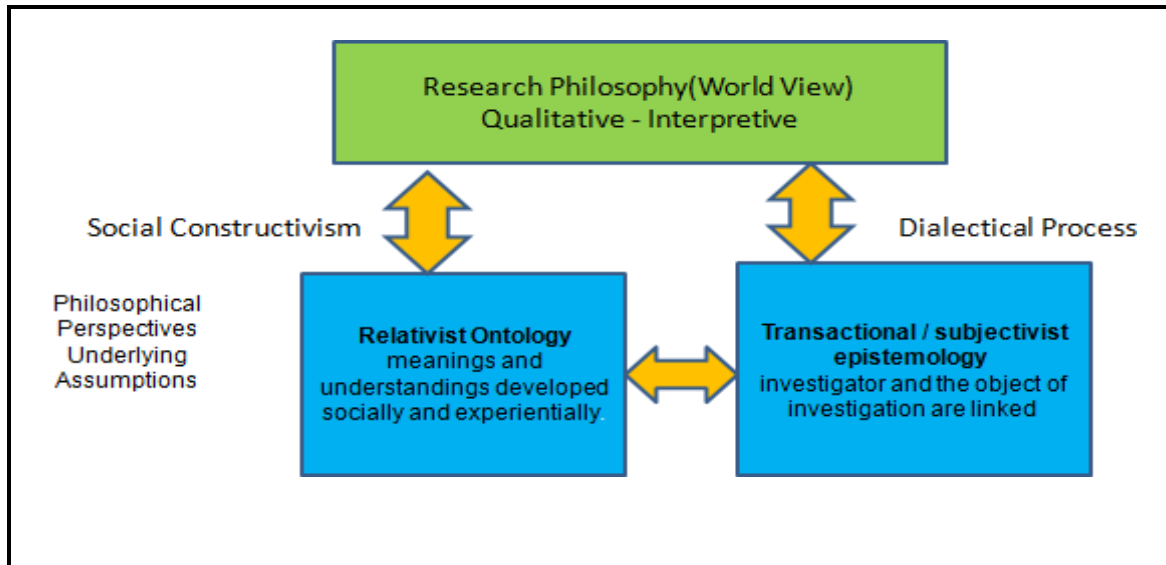 Research Philosophy(World View)
Qualitative - Interpretive
Social Constructivism
Dialectical Process
Philosophical
Perspectives
Underlying
Assumptions
Relativist Ontology
meanings and
understandings developed
socially and experientially.
Transactional / subjectivist
epistemology
investigator and the object of
investigation are linked